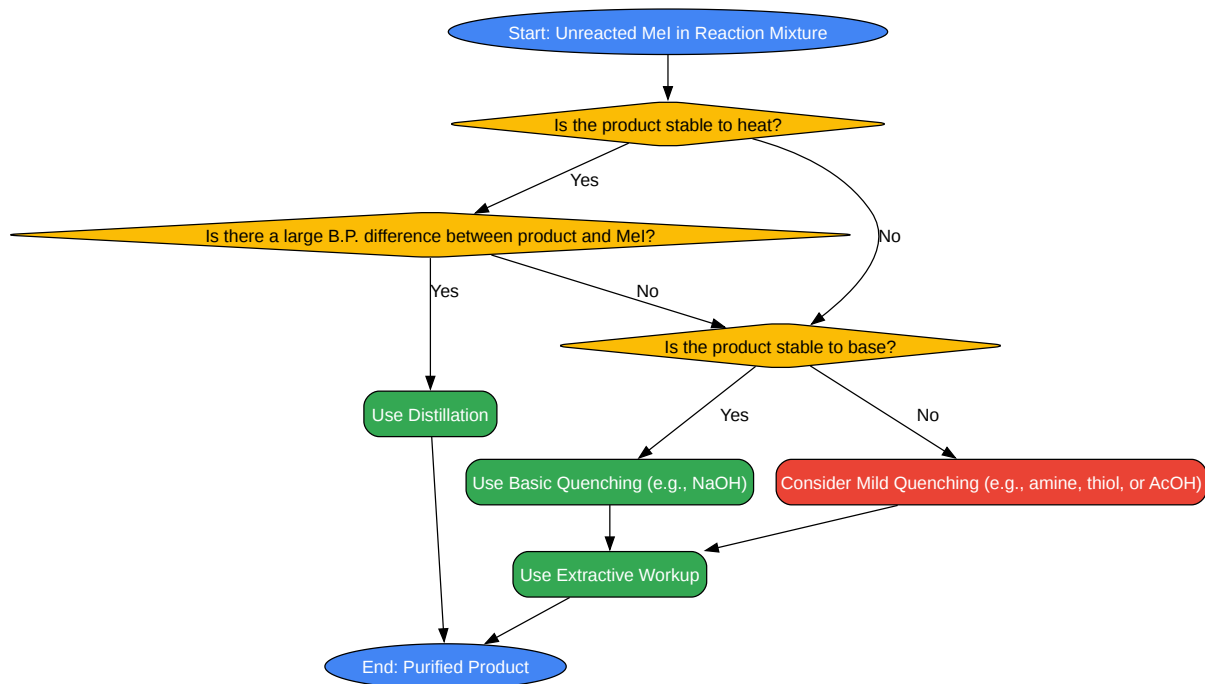 Start: Unreacted MeI in Reaction Mixture
Is the product stable to heat?
Yes
Is there a large B.P. difference between product and MeI?
No
Yes
No
Is the product stable to base?
Use Distillation
Yes
No
Use Basic Quenching (e.g., NaOH)
Consider Mild Quenching (e.g., amine, thiol, or AcOH)
Use Extractive Workup
End: Purified Product